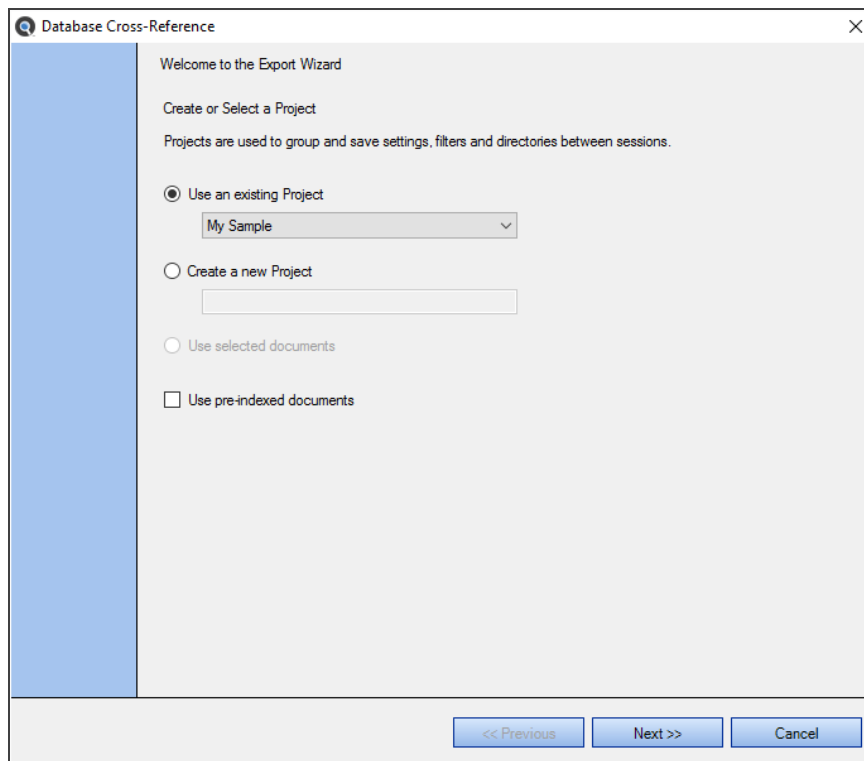 Database Cross-Reference
Welcome to the Export Wizard
Create or Select a Project
Projects are used to group and save settings, filters and directories between sessions.
Use an existing Project
My Sample
Create a new Project
Use selected documents
Use pre-indexed documents
<< Previous
Next >>
Cancel